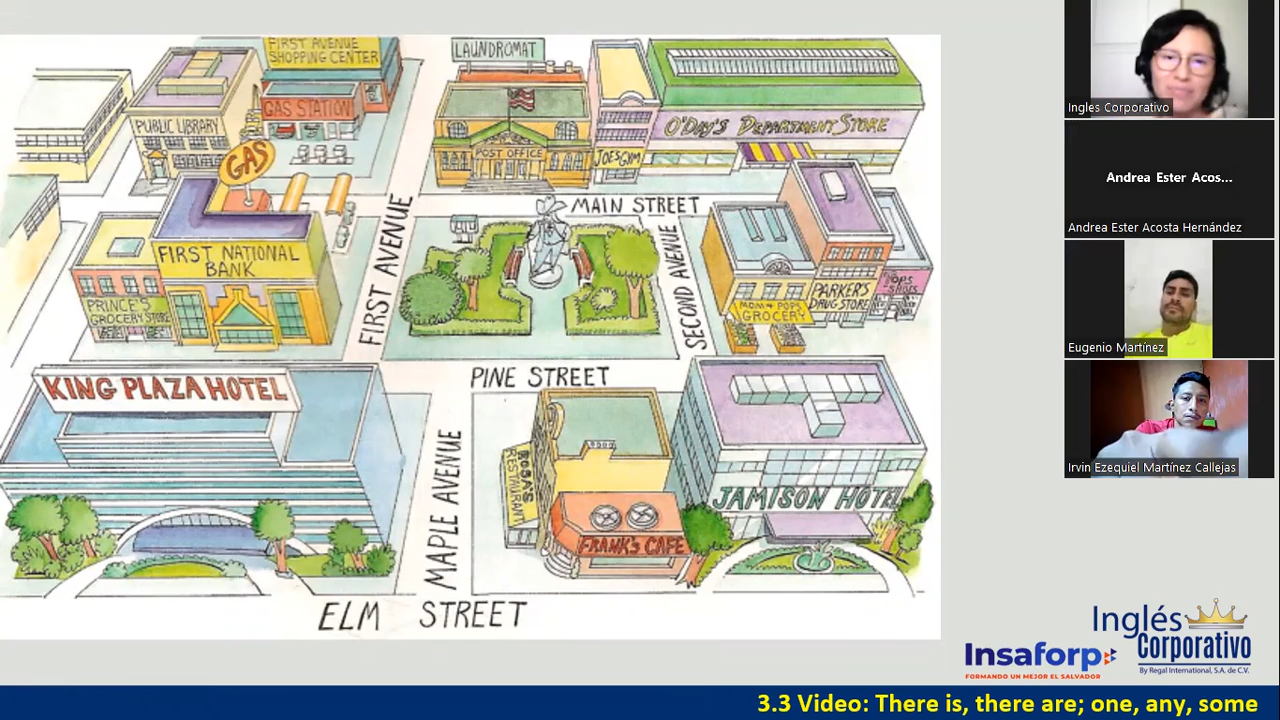 FIRST AVENUE
SHOPPING CENTER
LAUNDROMAT
GAS STATION
PUBLIC LIBRARY
GAS
POST OFFICE
JOE'S GYM
O'DAY'S DEPARTMENT STORE
MAIN STREET
FIRST AVENUE
SECOND AVENUE
FIRST NATIONAL
BANK
PRINCE'S
GROCERY STORE
MOM & POPS
GROCERY
PARKER'S
DRUG STORE
POPS
KING PLAZA HOTEL
PINE STREET
MAPLE AVENUE
ROSA'S
RESTAURANT
FRANK'S CAFE
JAMISON HOTEL
ELM STREET
Ingles Corporativo
Andrea Ester Acos...
Andrea Ester Acosta Hernández
Eugenio Martínez
Irvin Ezequiel Martínez Callejas
Insaforp
FORMANDO UN MEJOR EL SALVADOR
Inglés
Corporativo
By Regal International, S.A. de C.V.
3.3 Video: There is, there are; one, any, some